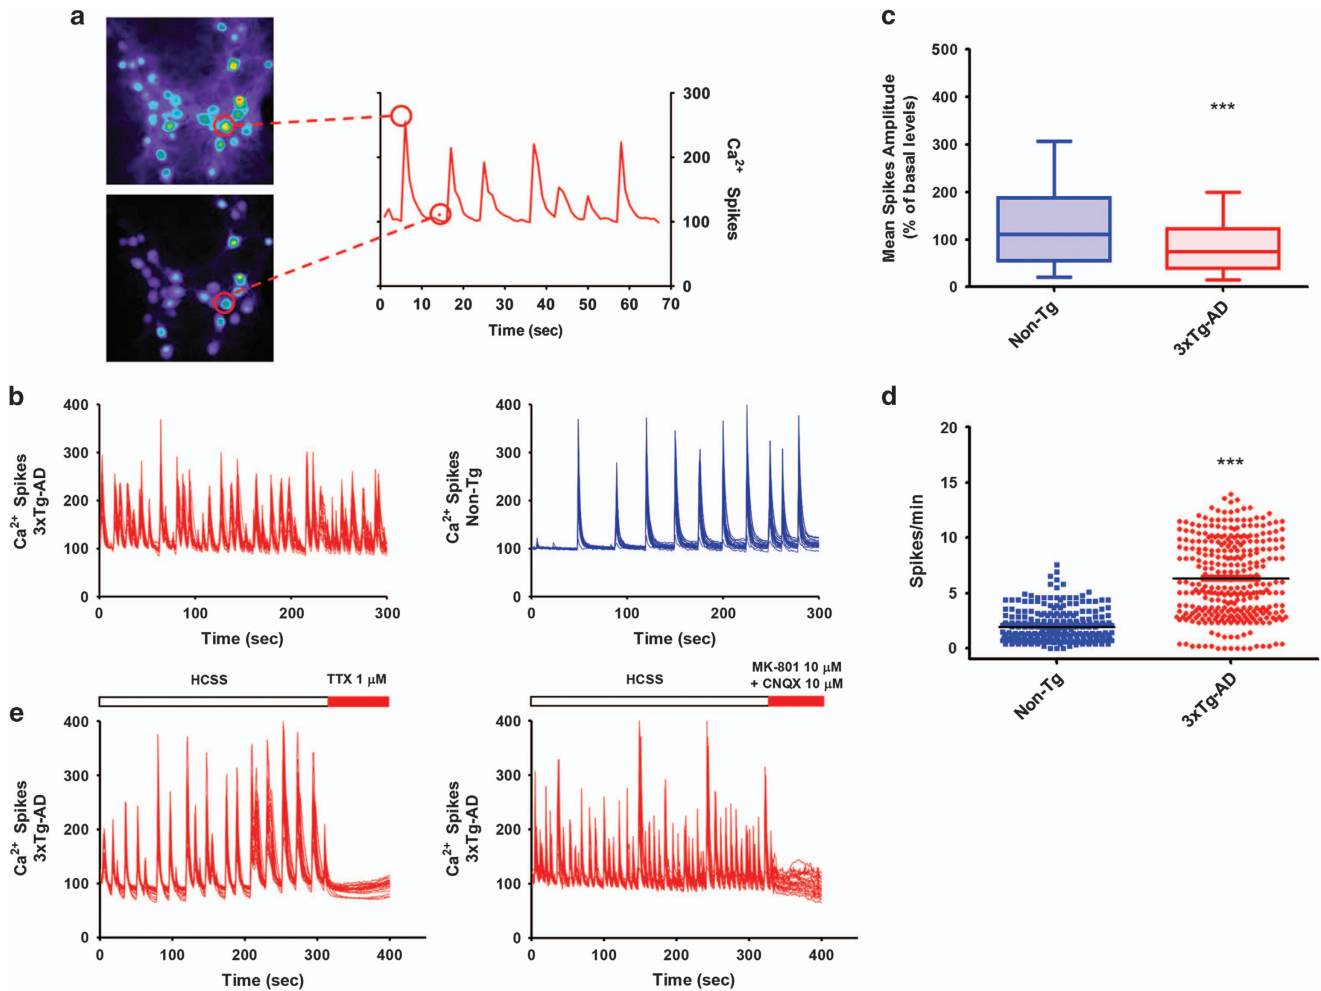 a
300
200
100
0
Ca2+ Spikes
0 10 20 30 40 50 60 70
Time (sec)
c
500
400
300
200
100
0
Mean Spikes Amplitude
(% of basal levels)
***
Non-Tg
3xTg-AD
b
400
300
200
100
0
Ca2+ Spikes
3xTg-AD
0 100 200 300
Time (sec)
400
300
200
100
0
Ca2+ Spikes
Non-Tg
0 100 200 300
Time (sec)
d
20
15
10
5
0
Spikes/min
***
Non-Tg
3xTg-AD
e
HCSS
TTX 1 μM
400
300
200
100
0
Ca2+ Spikes
3xTg-AD
0 100 200 300 400
Time (sec)
HCSS
MK-801 10 μM
+ CNQX 10 μM
400
300
200
100
0
Ca2+ Spikes
3xTg-AD
0 100 200 300 400
Time (sec)